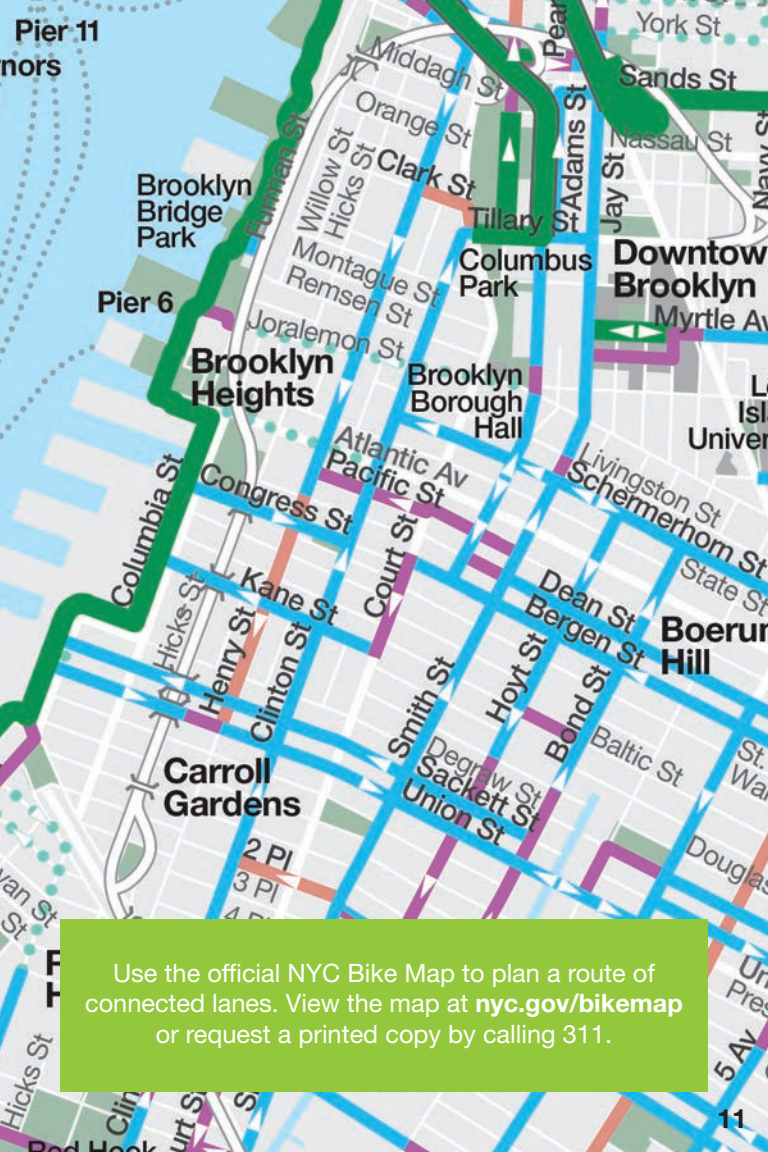 Pier 11
York St
Sands St
Middagh St
Orange St
Nassau St
Adams St
Jay St
Furman St
Willow St
Hicks St
Clark St
Brooklyn
Bridge
Park
Tillary St
Montague St
Remsen St
Columbus
Park
Brooklyn
Pier 6
Joralemon St
Brooklyn
Heights
Brooklyn
Borough
Hall
Atlantic Av
Pacific St
Livingston St
Schermerhorn St
Congress St
Columbia St
Court St
State St
Kane St
Dean St
Bergen St
Hicks St
Henry St
Clinton St
Hill
Smith St
Hoyt St
Bond St
Baltic St
Carroll
Gardens
Degraw St
Sackett St
Union St
2 Pl
3 Pl
Use the official NYC Bike Map to plan a route of
connected lanes. View the map at nyc.gov/bikemap
or request a printed copy by calling 311.
5 Av
Hicks St
11